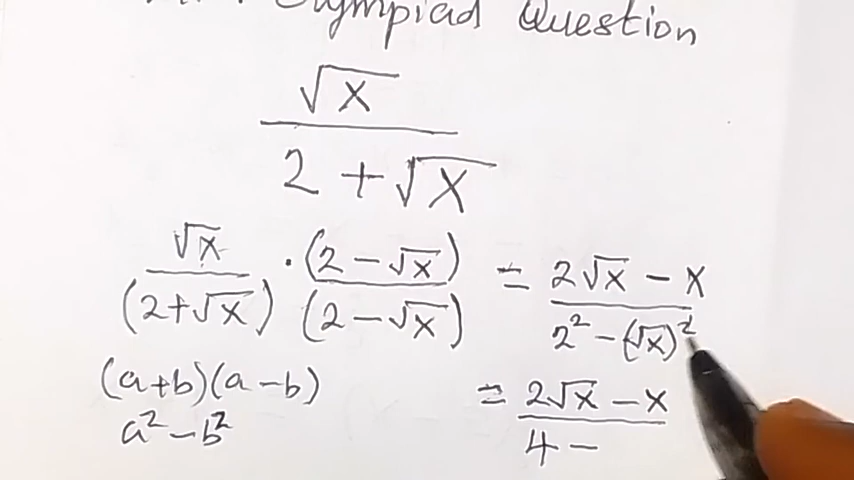 Olympiad Question
√x
2 + √x
√x / (2+√x) · (2 - √x) / (2 - √x) = 2√x - x / 2² - (√x)²
(a+b)(a-b)
a² - b²
= 2√x - x / 4 -